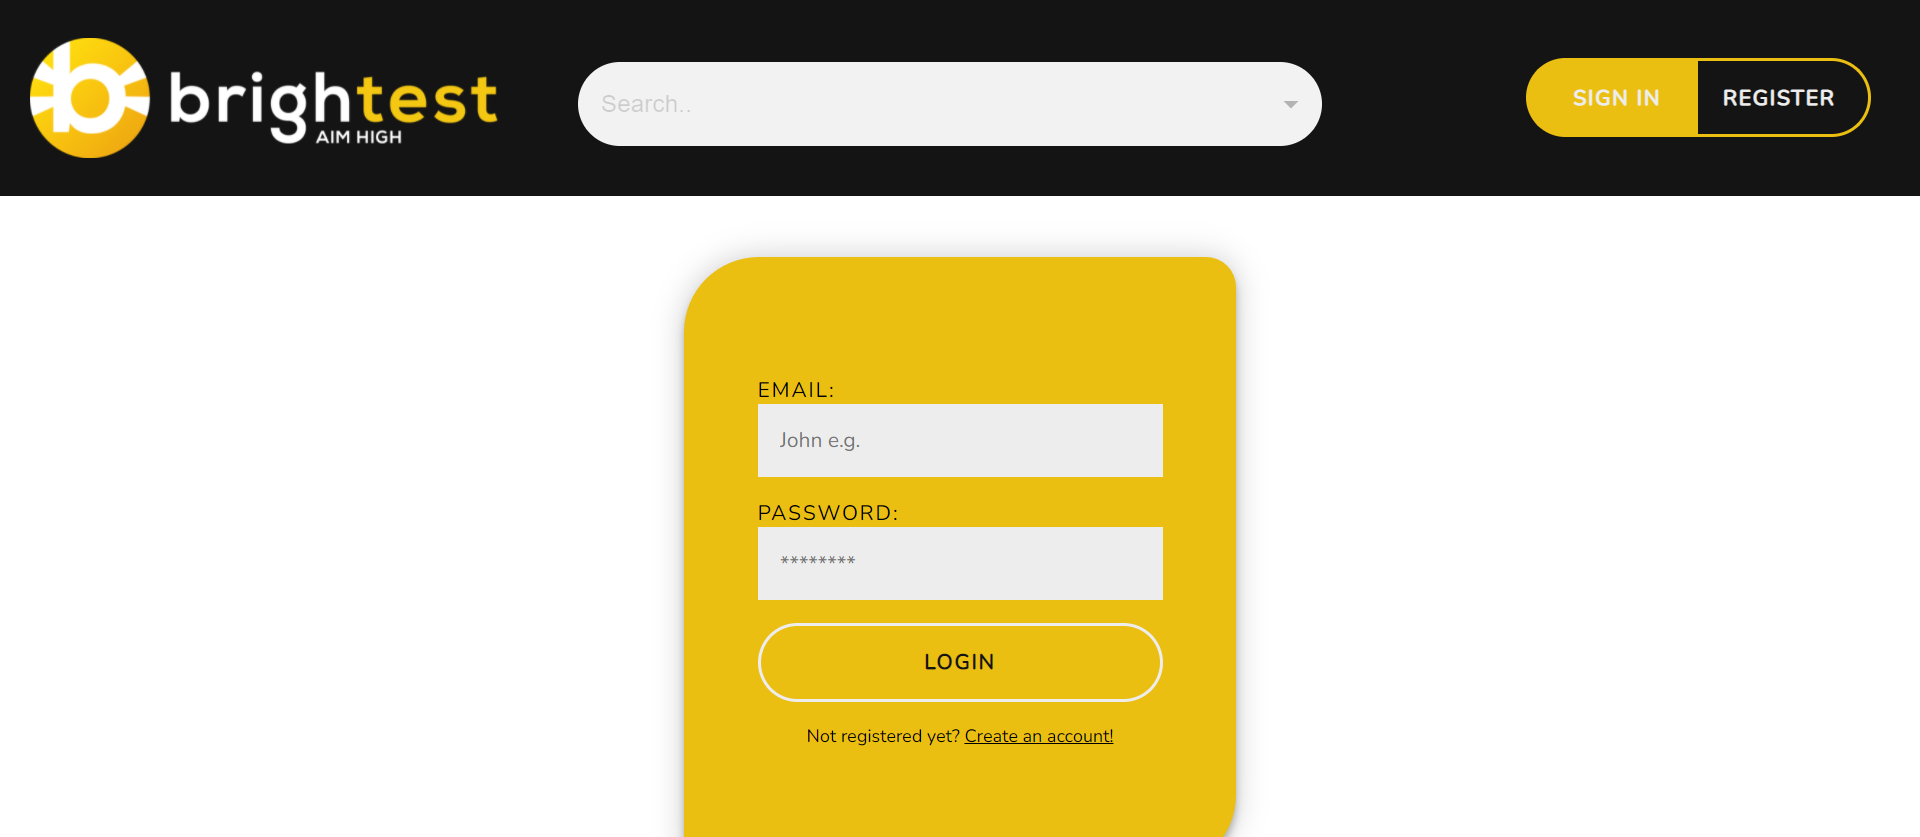 brightest
AIM HIGH
Search..
SIGN IN
REGISTER
EMAIL:
John e.g.
PASSWORD:
********
LOGIN
Not registered yet? Create an account!